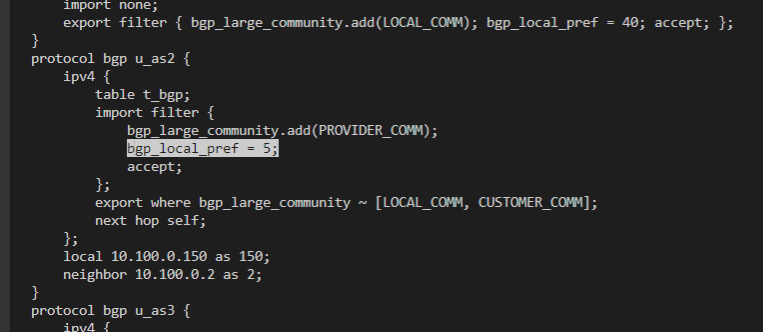 import none;
export filter { bgp_large_community.add(LOCAL_COMM); bgp_local_pref = 40; accept; };
}
protocol bgp u_as2 {
ipv4 {
table t_bgp;
import filter {
bgp_large_community.add(PROVIDER_COMM);
bgp_local_pref = 5;
accept;
};
export where bgp_large_community ~ [LOCAL_COMM, CUSTOMER_COMM];
next hop self;
};
local 10.100.0.150 as 150;
neighbor 10.100.0.2 as 2;
}
protocol bgp u_as3 {
ipv4 {